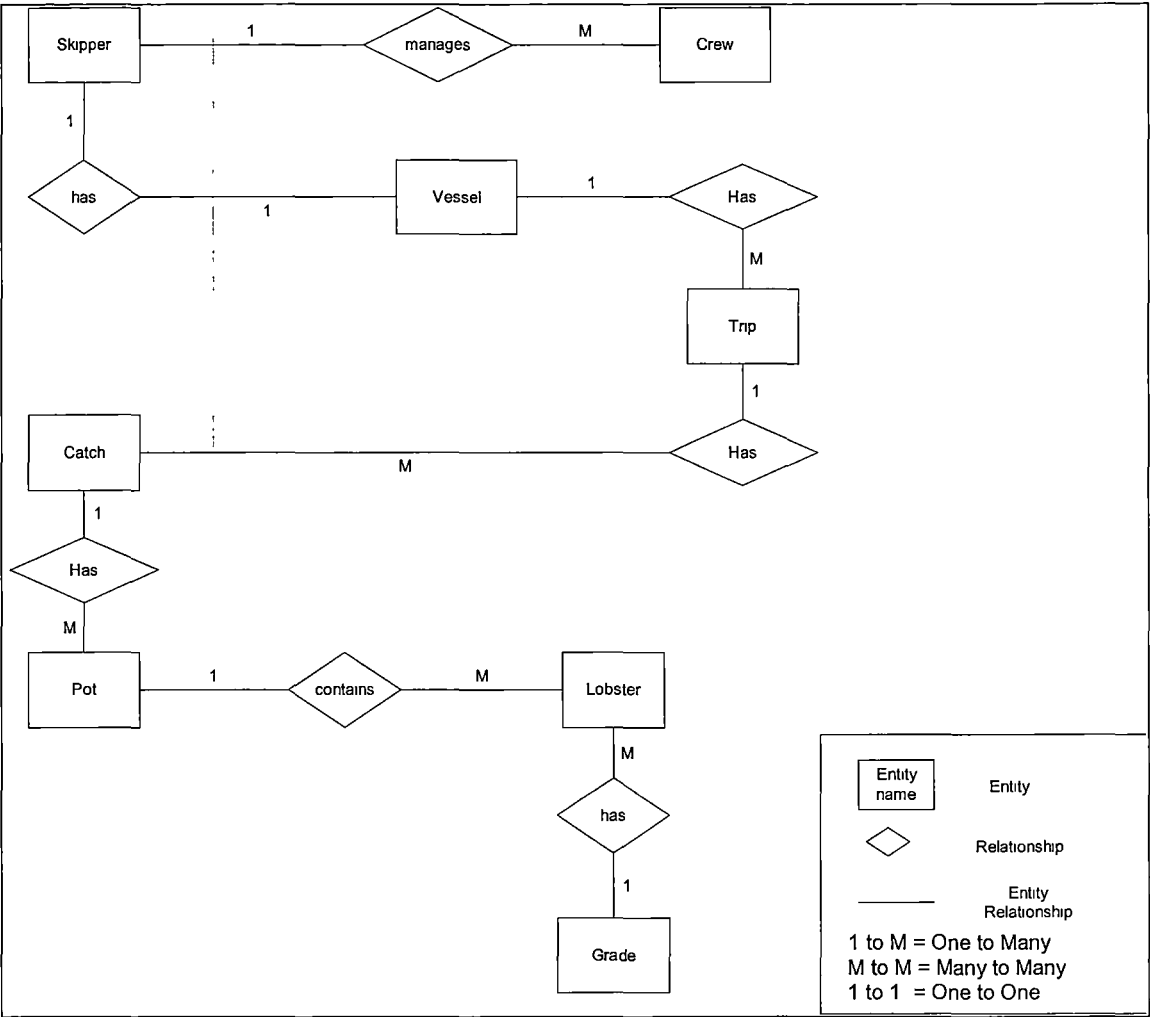 Skipper
1
manages
M
Crew
1
has
1
Vessel
1
Has
M
Trip
1
Has
M
Catch
1
Has
M
Pot
1
contains
M
Lobster
M
has
1
Grade
Entity
name
Entity
Relationship
Entity
Relationship
1 to M = One to Many
M to M = Many to Many
1 to 1 = One to One